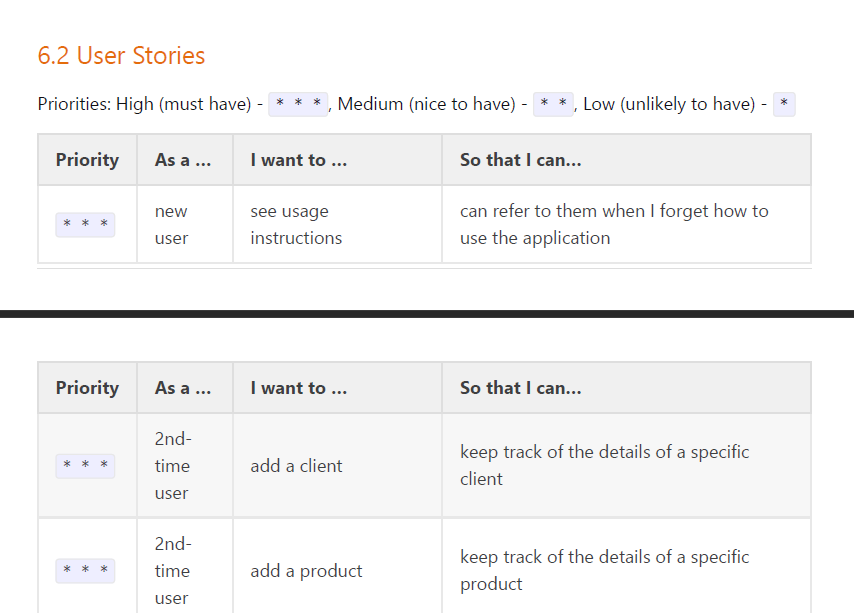 6.2 User Stories
Priorities: High (must have) - * * *, Medium (nice to have) - * *, Low (unlikely to have) - *
Priority As a ... I want to ... So that I can...
* * * new user see usage instructions can refer to them when I forget how to use the application
Priority As a ... I want to ... So that I can...
* * * 2nd-time user add a client keep track of the details of a specific client
* * * 2nd-time user add a product keep track of the details of a specific product